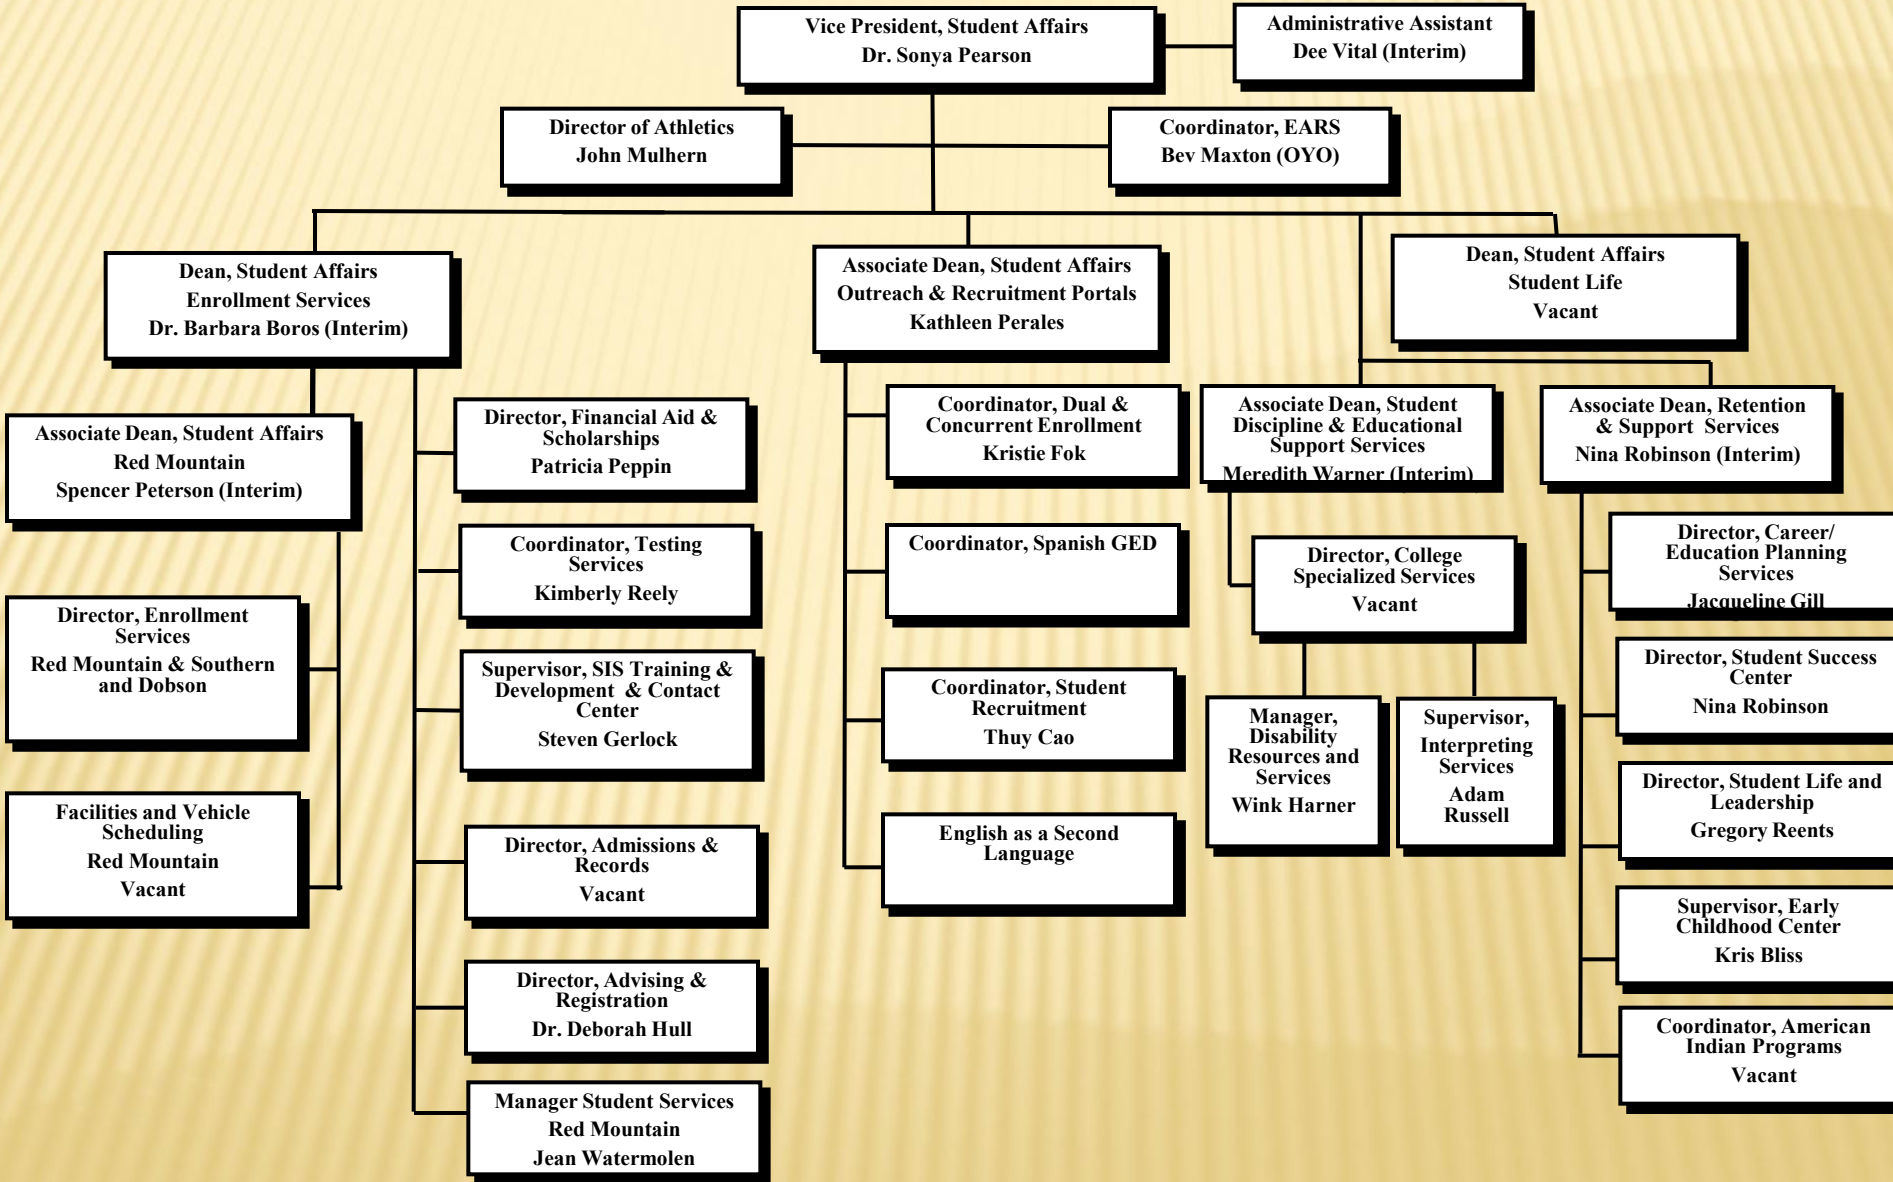 Vice President, Student Affairs
Dr. Sonya Pearson
Administrative Assistant
Dee Vital (Interim)
Director of Athletics
John Mulhern
Coordinator, EARS
Bev Maxton (OYO)
Dean, Student Affairs
Enrollment Services
Dr. Barbara Boros (Interim)
Associate Dean, Student Affairs
Outreach & Recruitment Portals
Kathleen Perales
Dean, Student Affairs
Student Life
Vacant
Associate Dean, Student Affairs
Red Mountain
Spencer Peterson (Interim)
Director, Enrollment
Services
Red Mountain & Southern
and Dobson
Facilities and Vehicle
Scheduling
Red Mountain
Vacant
Director, Financial Aid &
Scholarships
Patricia Peppin
Coordinator, Testing
Services
Kimberly Reely
Supervisor, SIS Training &
Development & Contact
Center
Steven Gerlock
Director, Admissions &
Records
Vacant
Director, Advising &
Registration
Dr. Deborah Hull
Manager Student Services
Red Mountain
Jean Watermolen
Coordinator, Dual &
Concurrent Enrollment
Kristie Fok
Coordinator, Spanish GED
Coordinator, Student
Recruitment
Thuy Cao
English as a Second
Language
Associate Dean, Student
Discipline & Educational
Support Services
Meredith Warner (Interim)
Director, College
Specialized Services
Vacant
Manager,
Disability
Resources and
Services
Wink Harner
Supervisor,
Interpreting
Services
Adam
Russell
Associate Dean, Retention
& Support Services
Nina Robinson (Interim)
Director, Career/
Education Planning
Services
Jacqueline Gill
Director, Student Success
Center
Nina Robinson
Director, Student Life and
Leadership
Gregory Reents
Supervisor, Early
Childhood Center
Kris Bliss
Coordinator, American
Indian Programs
Vacant